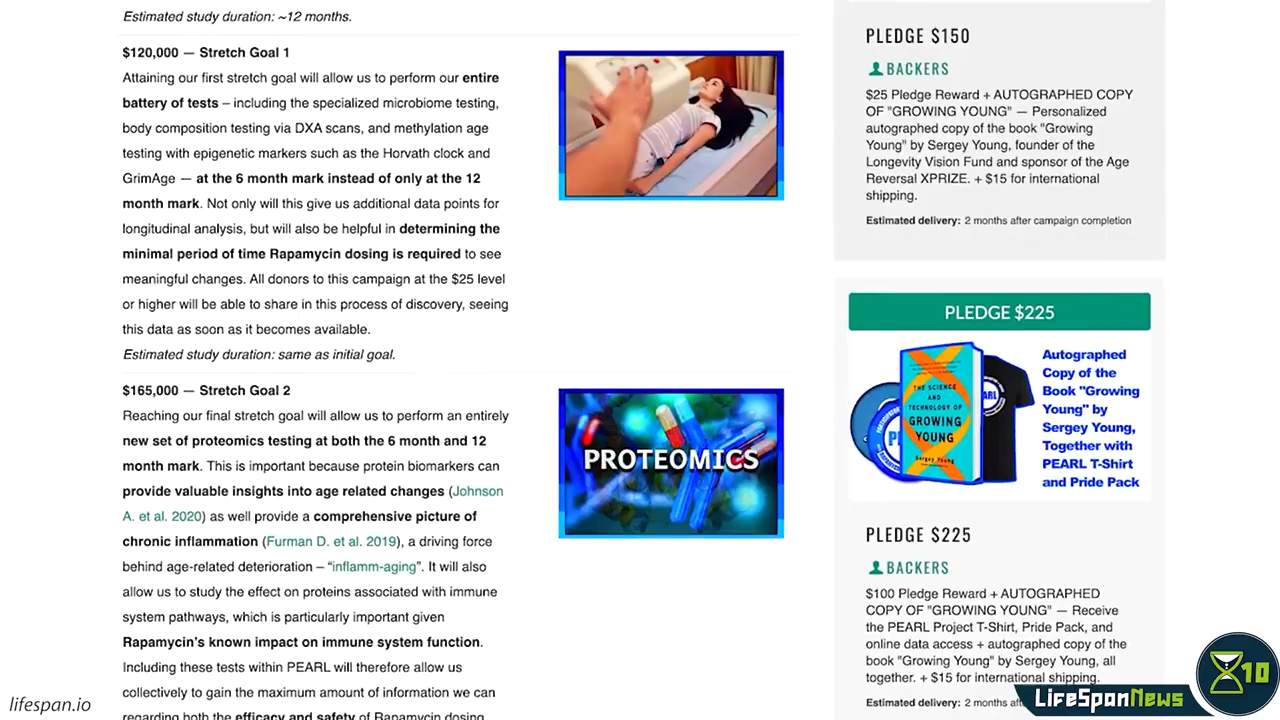 Estimated study duration: ~12 months.
$120,000 — Stretch Goal 1
Attaining our first stretch goal will allow us to perform our entire
battery of tests – including the specialized microbiome testing,
body composition testing via DXA scans, and methylation age
testing with epigenetic markers such as the Horvath clock and
GrimAge — at the 6 month mark instead of only at the 12
month mark. Not only will this give us additional data points for
longitudinal analysis, but will also be helpful in determining the
minimal period of time Rapamycin dosing is required to see
meaningful changes. All donors to this campaign at the $25 level
or higher will be able to share in this process of discovery, seeing
this data as soon as it becomes available.
Estimated study duration: same as initial goal.
$165,000 — Stretch Goal 2
Reaching our final stretch goal will allow us to perform an entirely
new set of proteomics testing at both the 6 month and 12
month mark. This is important because protein biomarkers can
provide valuable insights into age related changes (Johnson
A. et al. 2020) as well provide a comprehensive picture of
chronic inflammation (Furman D. et al. 2019), a driving force
behind age-related deterioration – “inflamm-aging”. It will also
allow us to study the effect on proteins associated with immune
system pathways, which is particularly important given
Rapamycin's known impact on immune system function.
Including these tests within PEARL will therefore allow us
collectively to gain the maximum amount of information we can
regarding both the efficacy and safety of Rapamycin dosing
PROTEOMICS
PLEDGE $150
BACKERS
$25 Pledge Reward + AUTOGRAPHED COPY
OF "GROWING YOUNG" — Personalized
autographed copy of the book "Growing
Young" by Sergey Young, founder of the
Longevity Vision Fund and sponsor of the Age
Reversal XPRIZE. + $15 for international
shipping.
Estimated delivery: 2 months after campaign completion
PLEDGE $225
THE SCIENCE
AND
TECHNOLOGY OF
GROWING
YOUNG
Sergey Young
Autographed
Copy of the
Book "Growing
Young" by
Sergey Young,
Together with
PEARL T-Shirt
and Pride Pack
PLEDGE $225
BACKERS
$100 Pledge Reward + AUTOGRAPHED
COPY OF "GROWING YOUNG" — Receive
the PEARL Project T-Shirt, Pride Pack, and
online data access + autographed copy of the
book "Growing Young" by Sergey Young, all
together. + $15 for international shipping.
Estimated delivery: 2 months
lifespan.io
LifeSpanNews
10